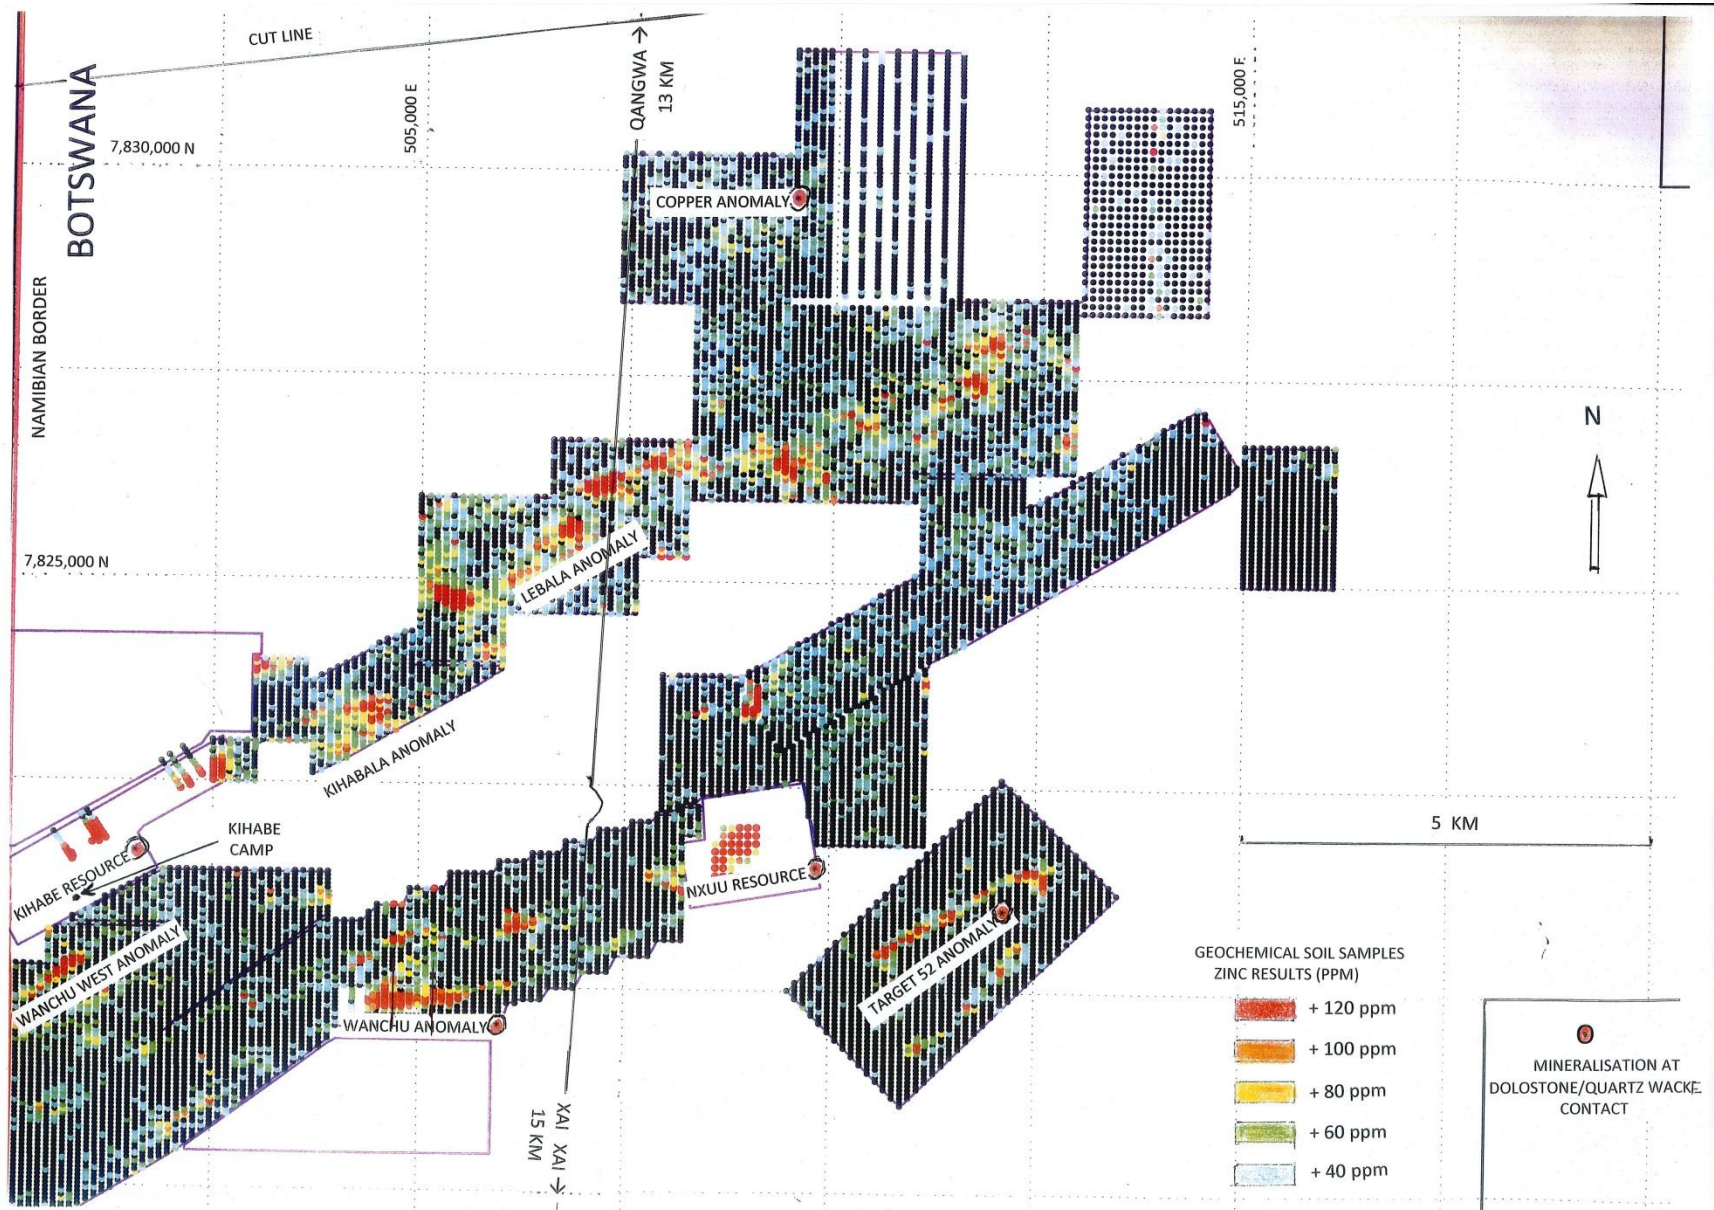 CUT LINE
BOTSWANA
NAMIBIAN BORDER
7,830,000 N
505,000 E
QANGWA →
13 KM
515,000 E
COPPER ANOMALY
N
7,825,000 N
LEBALA ANOMALY
KIHABALA ANOMALY
KIHABE
CAMP
KIHABE RESOURCE
5 KM
NXUU RESOURCE
WANCHU WEST ANOMALY
WANCHU ANOMALY
TARGET 52 ANOMALY
XAI XAI →
15 KM
GEOCHEMICAL SOIL SAMPLES
ZINC RESULTS (PPM)
+ 120 ppm
+ 100 ppm
+ 80 ppm
+ 60 ppm
+ 40 ppm
MINERALISATION AT
DOLOSTONE/QUARTZ WACKE
CONTACT